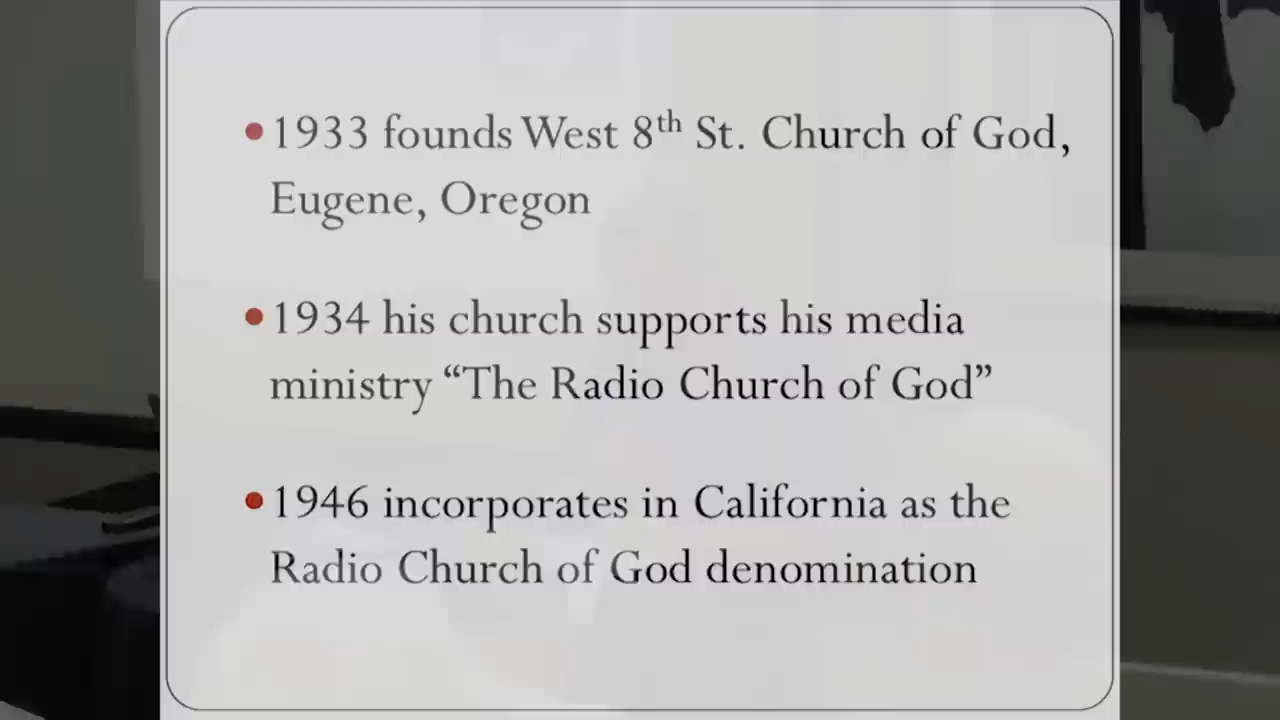 •1933 founds West 8th St. Church of God,
Eugene, Oregon
•1934 his church supports his media
ministry “The Radio Church of God”
•1946 incorporates in California as the
Radio Church of God denomination